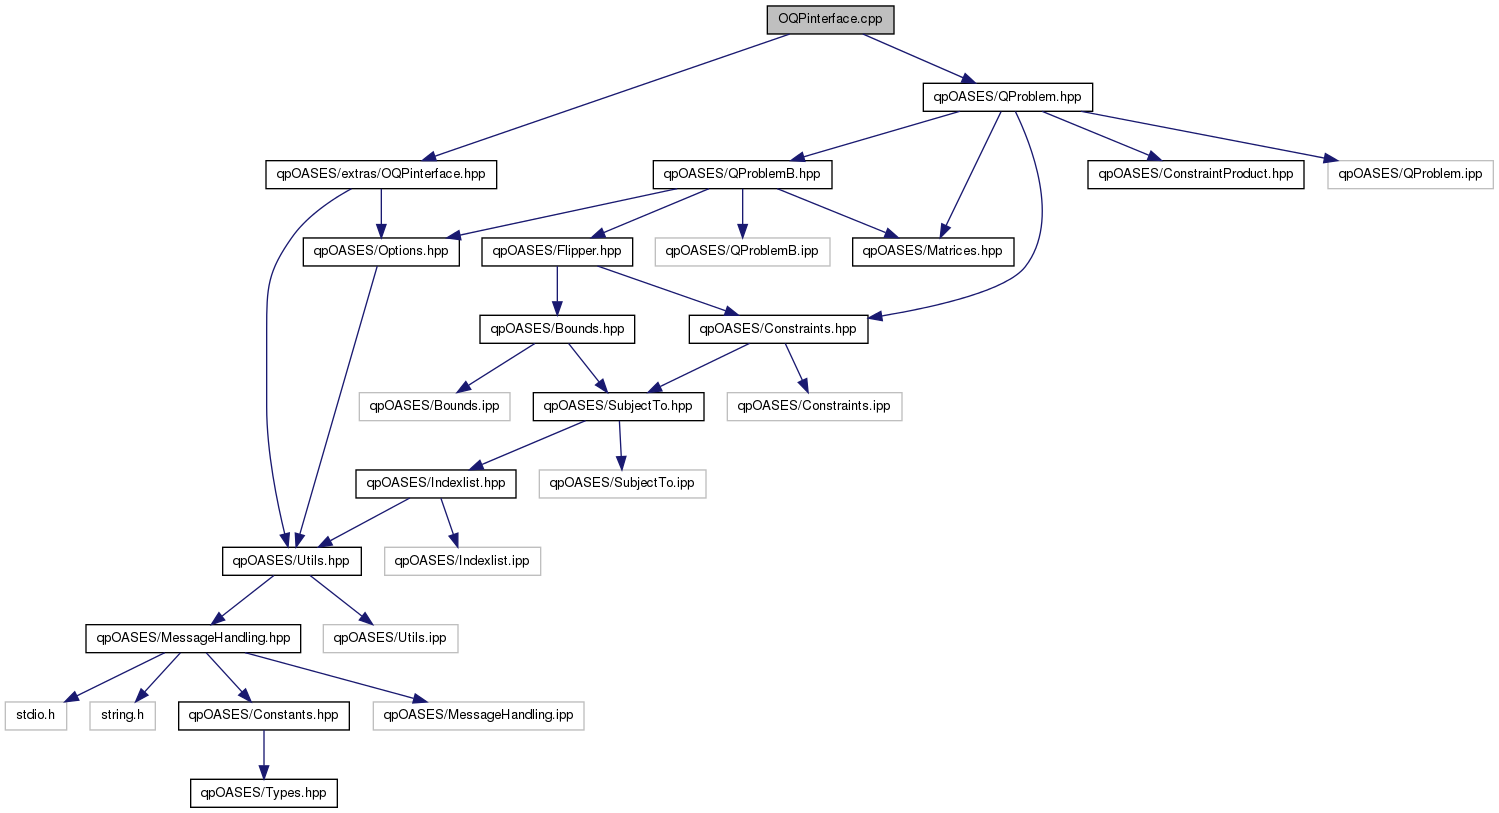 OQPinterface.cpp
qpOASES/QProblem.hpp
qpOASES/extras/OQPinterface.hpp
qpOASES/QProblemB.hpp
qpOASES/ConstraintProduct.hpp
qpOASES/QProblem.ipp
qpOASES/Options.hpp
qpOASES/Flipper.hpp
qpOASES/QProblemB.ipp
qpOASES/Matrices.hpp
qpOASES/Bounds.hpp
qpOASES/Constraints.hpp
qpOASES/Bounds.ipp
qpOASES/SubjectTo.hpp
qpOASES/Constraints.ipp
qpOASES/Indexlist.hpp
qpOASES/SubjectTo.ipp
qpOASES/Utils.hpp
qpOASES/Indexlist.ipp
qpOASES/MessageHandling.hpp
qpOASES/Utils.ipp
stdio.h
string.h
qpOASES/Constants.hpp
qpOASES/MessageHandling.ipp
qpOASES/Types.hpp